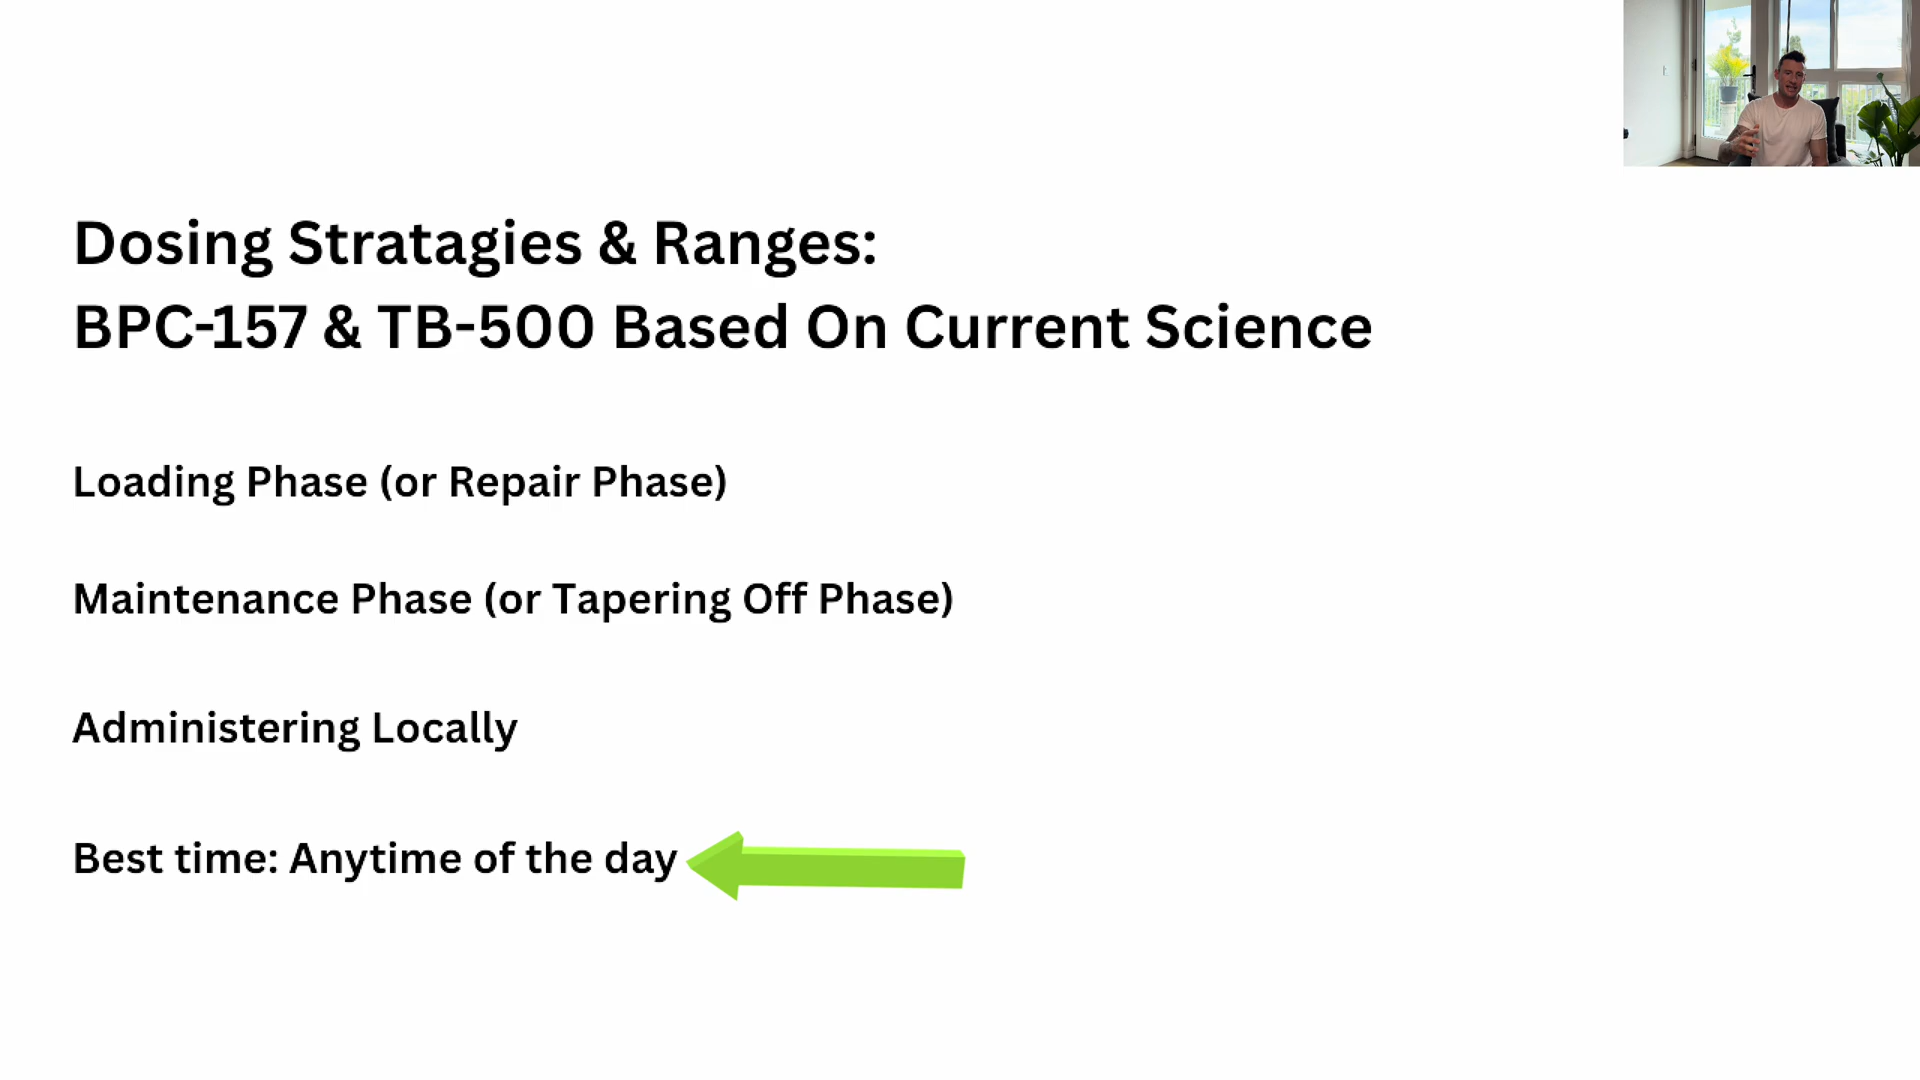 Dosing Stratagies & Ranges:
BPC-157 & TB-500 Based On Current Science
Loading Phase (or Repair Phase)
Maintenance Phase (or Tapering Off Phase)
Administering Locally
Best time: Anytime of the day